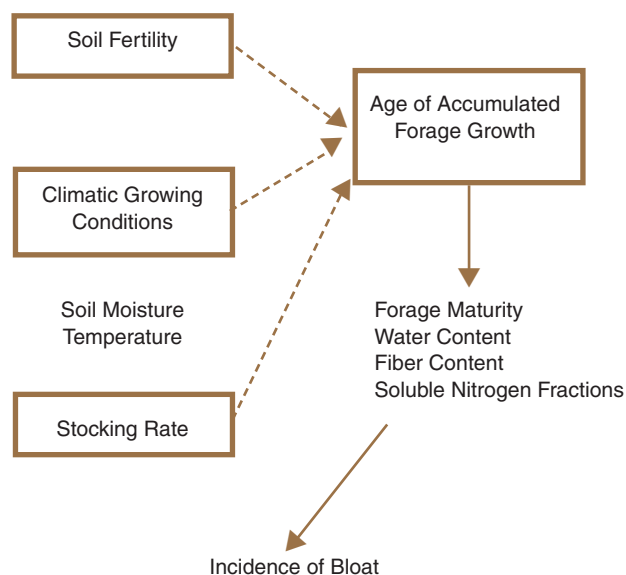 Soil Fertility
Age of Accumulated
Forage Growth
Climatic Growing
Conditions
Soil Moisture
Temperature
Forage Maturity
Water Content
Fiber Content
Soluble Nitrogen Fractions
Stocking Rate
Incidence of Bloat